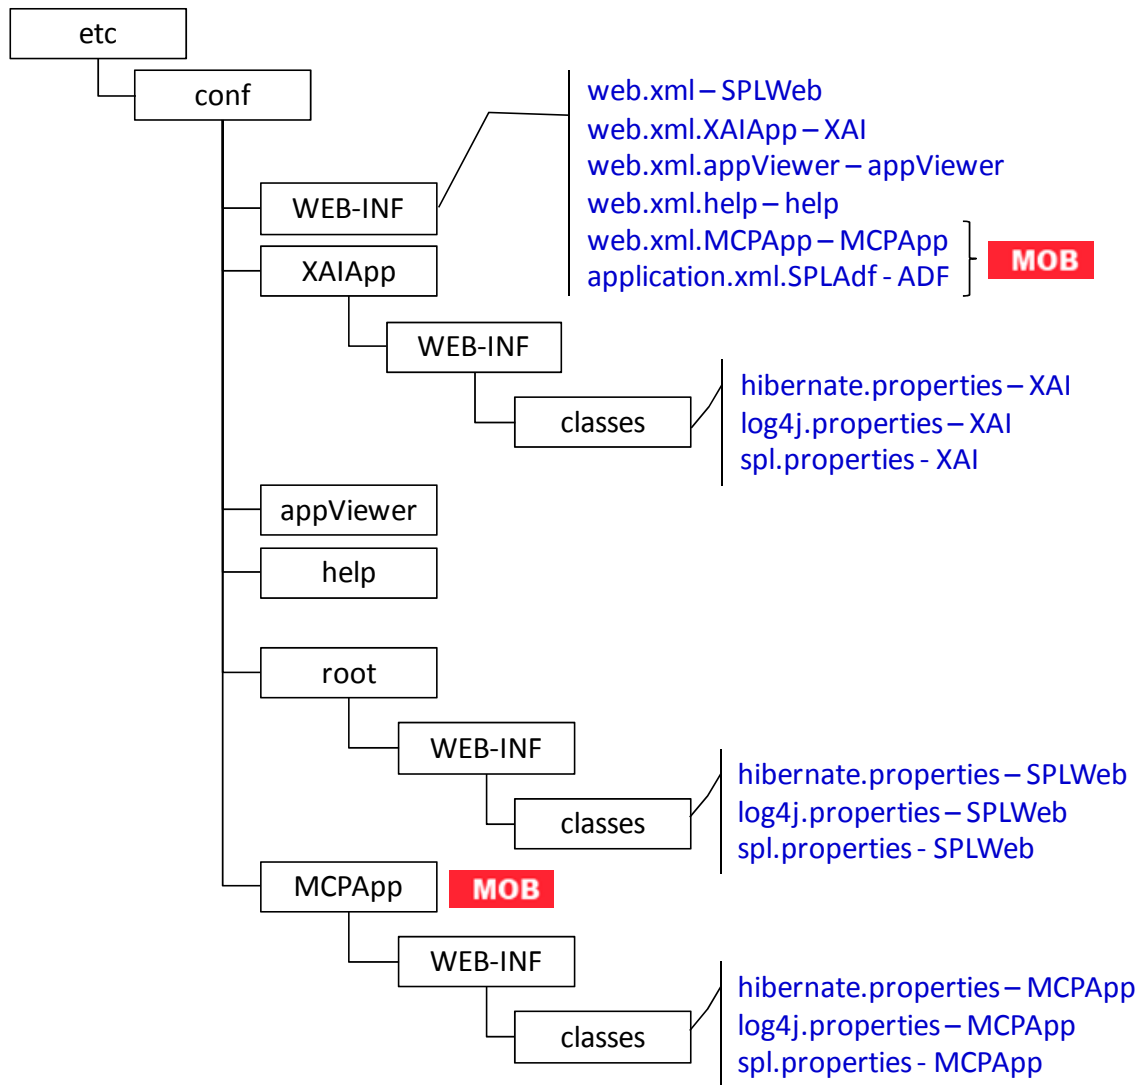 etc
conf
WEB-INF
web.xml – SPLWeb
web.xml.XAIApp – XAI
web.xml.appViewer – appViewer
web.xml.help – help
web.xml.MCPApp – MCPApp
application.xml.SPLAdf - ADF
MOB
XAIApp
WEB-INF
classes
hibernate.properties – XAI
log4j.properties – XAI
spl.properties - XAI
appViewer
help
root
WEB-INF
classes
hibernate.properties – SPLWeb
log4j.properties – SPLWeb
spl.properties - SPLWeb
MCPApp
MOB
WEB-INF
classes
hibernate.properties – MCPApp
log4j.properties – MCPApp
spl.properties - MCPApp